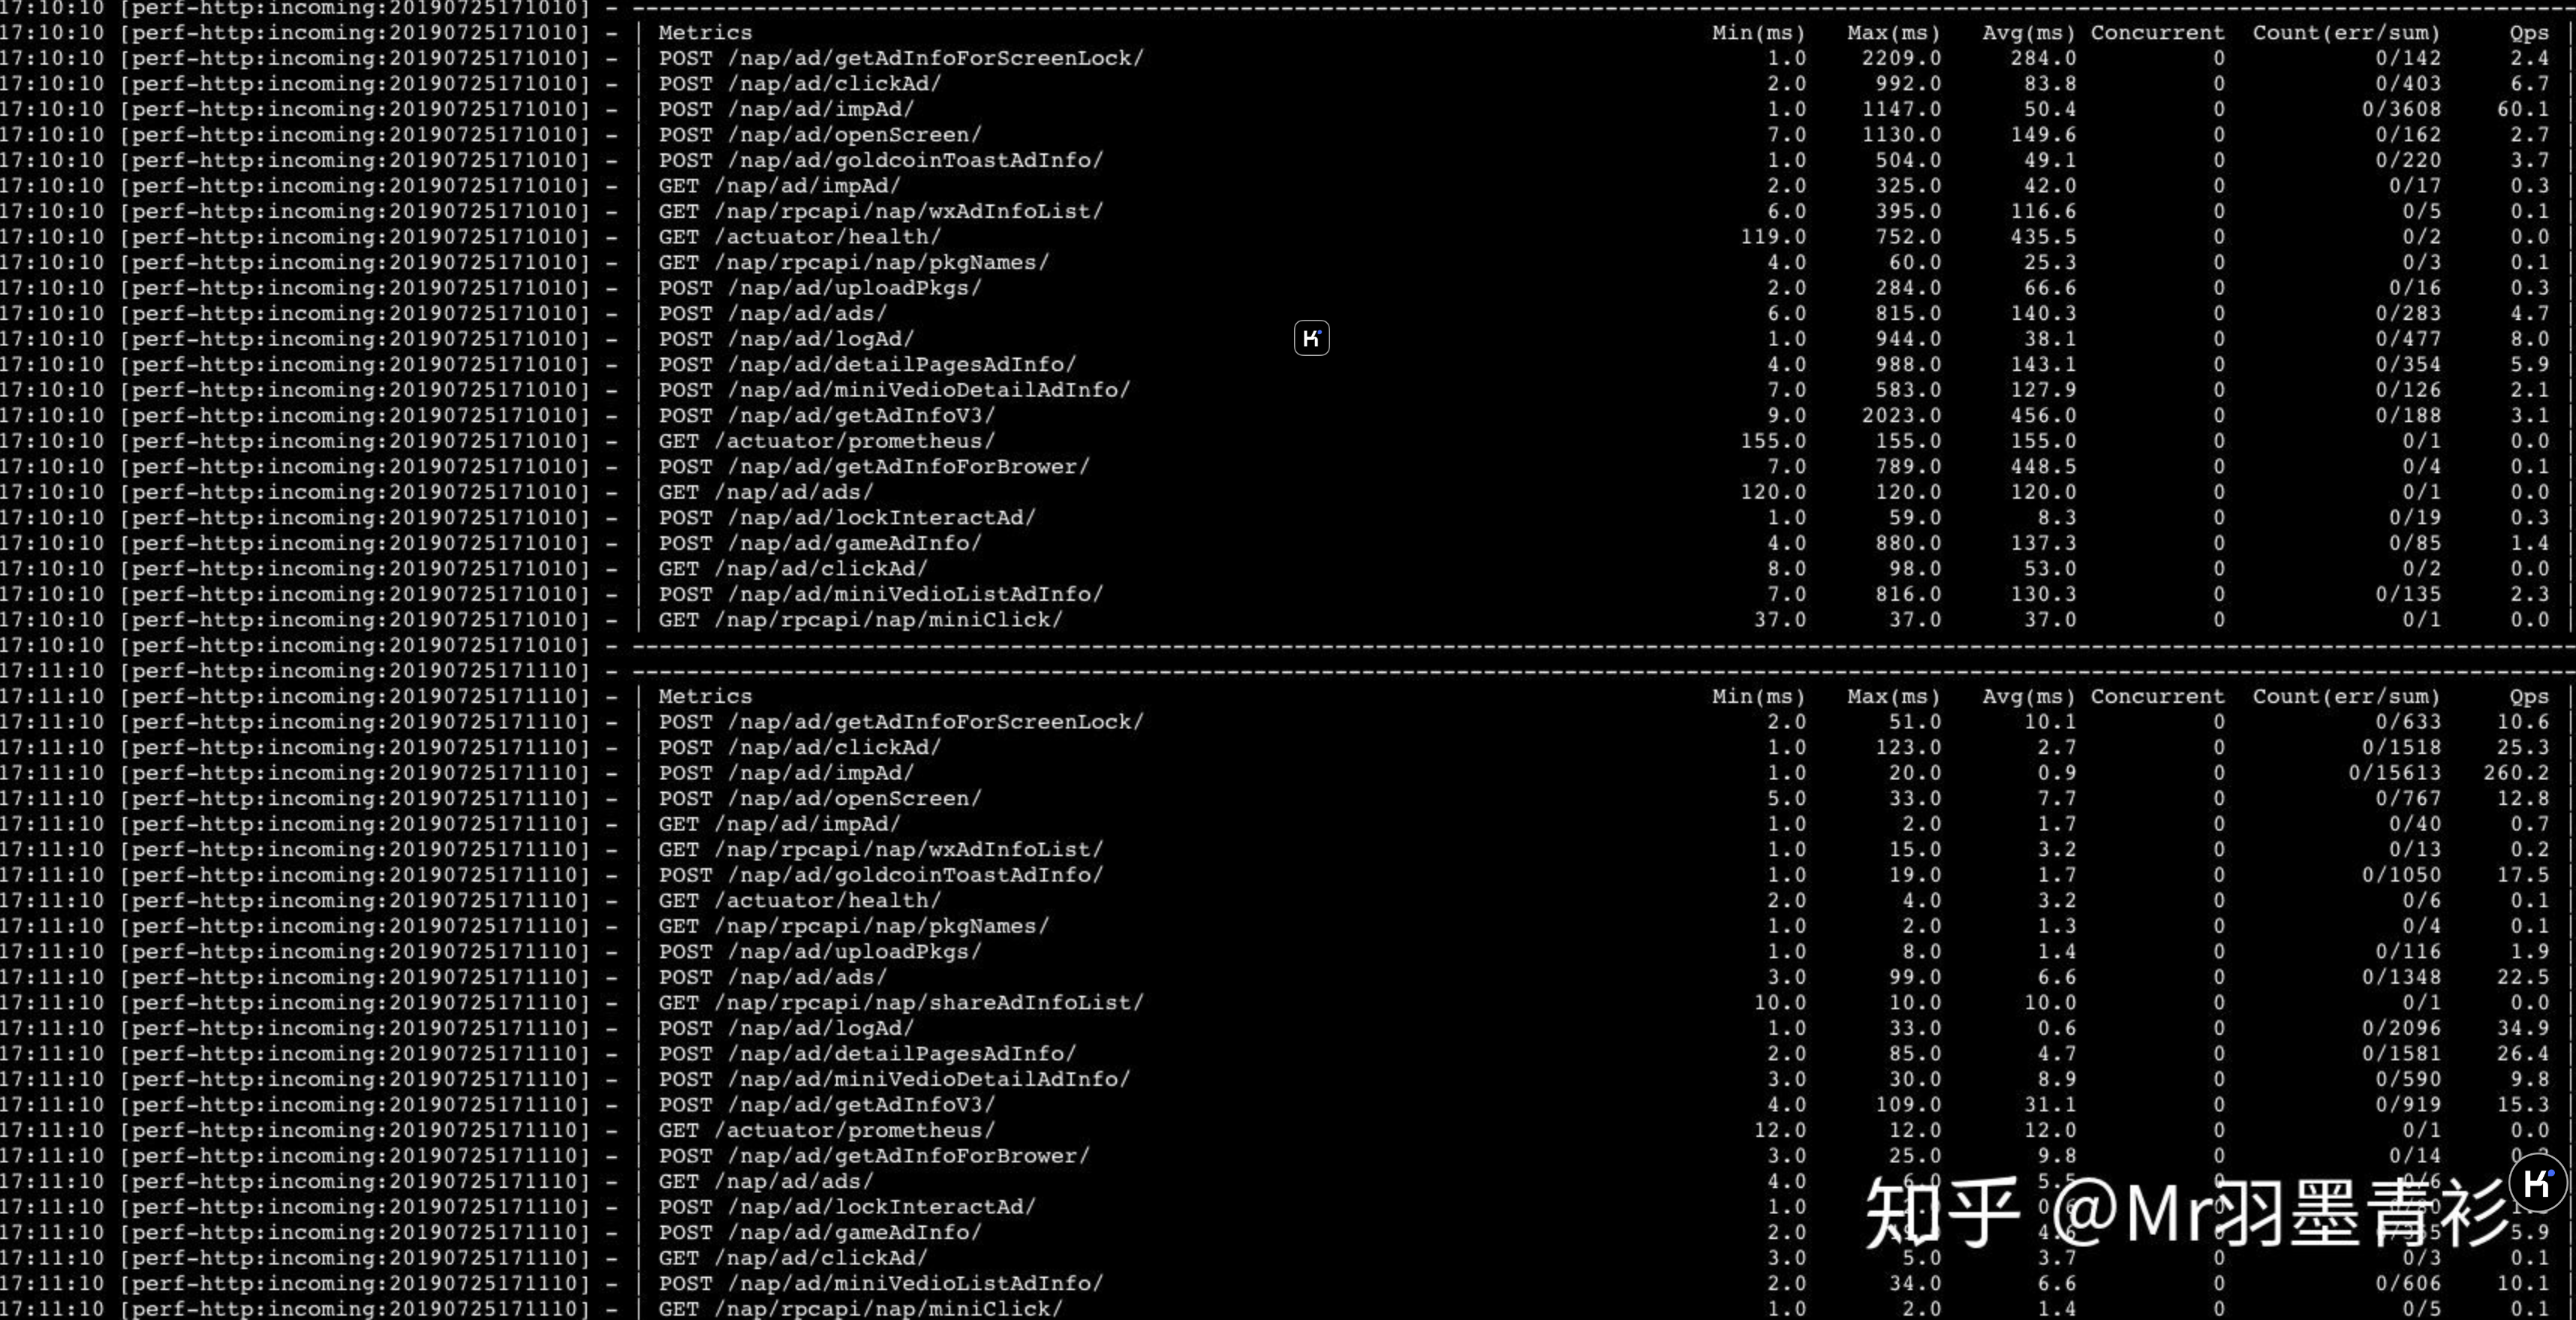 17:10:10 [perf-http:incoming:20190725171010] - --------------------------------------------------
17:10:10 [perf-http:incoming:20190725171010] - | Metrics Min(ms) Max(ms) Avg(ms) Concurrent Count(err/sum) Qps |
17:10:10 [perf-http:incoming:20190725171010] - | POST /nap/ad/getAdInfoForScreenLock/ 1.0 2209.0 284.0 0 0/142 2.4 |
17:10:10 [perf-http:incoming:20190725171010] - | POST /nap/ad/clickAd/ 2.0 992.0 83.8 0 0/403 6.7 |
17:10:10 [perf-http:incoming:20190725171010] - | POST /nap/ad/impAd/ 1.0 1147.0 50.4 0 0/3608 60.1 |
17:10:10 [perf-http:incoming:20190725171010] - | POST /nap/ad/openScreen/ 7.0 1130.0 149.6 0 0/162 2.7 |
17:10:10 [perf-http:incoming:20190725171010] - | POST /nap/ad/goldcoinToastAdInfo/ 1.0 504.0 49.1 0 0/220 3.7 |
17:10:10 [perf-http:incoming:20190725171010] - | GET /nap/ad/impAd/ 2.0 325.0 42.0 0 0/17 0.3 |
17:10:10 [perf-http:incoming:20190725171010] - | GET /nap/rpcapi/nap/wxAdInfoList/ 6.0 395.0 116.6 0 0/5 0.1 |
17:10:10 [perf-http:incoming:20190725171010] - | GET /actuator/health/ 119.0 752.0 435.5 0 0/2 0.0 |
17:10:10 [perf-http:incoming:20190725171010] - | GET /nap/rpcapi/nap/pkgNames/ 4.0 60.0 25.3 0 0/3 0.1 |
17:10:10 [perf-http:incoming:20190725171010] - | POST /nap/ad/uploadPkgs/ 2.0 284.0 66.6 0 0/16 0.3 |
17:10:10 [perf-http:incoming:20190725171010] - | POST /nap/ad/ads/ 6.0 815.0 140.3 0 0/283 4.7 |
17:10:10 [perf-http:incoming:20190725171010] - | POST /nap/ad/logAd/ 1.0 944.0 38.1 0 0/477 8.0 |
17:10:10 [perf-http:incoming:20190725171010] - | POST /nap/ad/detailPagesAdInfo/ 4.0 988.0 143.1 0 0/354 5.9 |
17:10:10 [perf-http:incoming:20190725171010] - | POST /nap/ad/miniVedioDetailAdInfo/ 7.0 583.0 127.9 0 0/126 2.1 |
17:10:10 [perf-http:incoming:20190725171010] - | POST /nap/ad/getAdInfoV3/ 9.0 2023.0 456.0 0 0/188 3.1 |
17:10:10 [perf-http:incoming:20190725171010] - | GET /actuator/prometheus/ 155.0 155.0 155.0 0 0/1 0.0 |
17:10:10 [perf-http:incoming:20190725171010] - | POST /nap/ad/getAdInfoForBrower/ 7.0 789.0 448.5 0 0/4 0.1 |
17:10:10 [perf-http:incoming:20190725171010] - | GET /nap/ad/ads/ 120.0 120.0 120.0 0 0/1 0.0 |
17:10:10 [perf-http:incoming:20190725171010] - | POST /nap/ad/lockInteractAd/ 1.0 59.0 8.3 0 0/19 0.3 |
17:10:10 [perf-http:incoming:20190725171010] - | POST /nap/ad/gameAdInfo/ 4.0 880.0 137.3 0 0/85 1.4 |
17:10:10 [perf-http:incoming:20190725171010] - | GET /nap/ad/clickAd/ 8.0 98.0 53.0 0 0/2 0.0 |
17:10:10 [perf-http:incoming:20190725171010] - | POST /nap/ad/miniVedioListAdInfo/ 7.0 816.0 130.3 0 0/135 2.3 |
17:10:10 [perf-http:incoming:20190725171010] - | GET /nap/rpcapi/nap/miniClick/ 37.0 37.0 37.0 0 0/1 0.0 |
17:10:10 [perf-http:incoming:20190725171010] - --------------------------------------------------
17:11:10 [perf-http:incoming:20190725171110] - --------------------------------------------------
17:11:10 [perf-http:incoming:20190725171110] - | Metrics Min(ms) Max(ms) Avg(ms) Concurrent Count(err/sum) Qps |
17:11:10 [perf-http:incoming:20190725171110] - | POST /nap/ad/getAdInfoForScreenLock/ 2.0 51.0 10.1 0 0/633 10.6 |
17:11:10 [perf-http:incoming:20190725171110] - | POST /nap/ad/clickAd/ 1.0 123.0 2.7 0 0/1518 25.3 |
17:11:10 [perf-http:incoming:20190725171110] - | POST /nap/ad/impAd/ 1.0 20.0 0.9 0 0/15613 260.2 |
17:11:10 [perf-http:incoming:20190725171110] - | POST /nap/ad/openScreen/ 5.0 33.0 7.7 0 0/767 12.8 |
17:11:10 [perf-http:incoming:20190725171110] - | GET /nap/ad/impAd/ 1.0 2.0 1.7 0 0/40 0.7 |
17:11:10 [perf-http:incoming:20190725171110] - | GET /nap/rpcapi/nap/wxAdInfoList/ 1.0 15.0 3.2 0 0/13 0.2 |
17:11:10 [perf-http:incoming:20190725171110] - | POST /nap/ad/goldcoinToastAdInfo/ 1.0 19.0 1.7 0 0/1050 17.5 |
17:11:10 [perf-http:incoming:20190725171110] - | GET /actuator/health/ 2.0 4.0 3.2 0 0/6 0.1 |
17:11:10 [perf-http:incoming:20190725171110] - | GET /nap/rpcapi/nap/pkgNames/ 1.0 2.0 1.3 0 0/4 0.1 |
17:11:10 [perf-http:incoming:20190725171110] - | POST /nap/ad/uploadPkgs/ 1.0 8.0 1.4 0 0/116 1.9 |
17:11:10 [perf-http:incoming:20190725171110] - | POST /nap/ad/ads/ 3.0 99.0 6.6 0 0/1348 22.5 |
17:11:10 [perf-http:incoming:20190725171110] - | GET /nap/rpcapi/nap/shareAdInfoList/ 10.0 10.0 10.0 0 0/1 0.0 |
17:11:10 [perf-http:incoming:20190725171110] - | POST /nap/ad/logAd/ 1.0 33.0 0.6 0 0/2096 34.9 |
17:11:10 [perf-http:incoming:20190725171110] - | POST /nap/ad/detailPagesAdInfo/ 2.0 85.0 4.7 0 0/1581 26.4 |
17:11:10 [perf-http:incoming:20190725171110] - | POST /nap/ad/miniVedioDetailAdInfo/ 3.0 30.0 8.9 0 0/590 9.8 |
17:11:10 [perf-http:incoming:20190725171110] - | POST /nap/ad/getAdInfoV3/ 4.0 109.0 31.1 0 0/919 15.3 |
17:11:10 [perf-http:incoming:20190725171110] - | GET /actuator/prometheus/ 12.0 12.0 12.0 0 0/1 0.0 |
17:11:10 [perf-http:incoming:20190725171110] - | POST /nap/ad/getAdInfoForBrower/ 3.0 25.0 9.8 0 0/14
17:11:10 [perf-http:incoming:20190725171110] - | GET /nap/ad/ads/ 4.0
17:11:10 [perf-http:incoming:20190725171110] - | POST /nap/ad/lockInteractAd/ 1.0
17:11:10 [perf-http:incoming:20190725171110] - | POST /nap/ad/gameAdInfo/ 2.0 5.9 |
17:11:10 [perf-http:incoming:20190725171110] - | GET /nap/ad/clickAd/ 3.0 5.0 3.7 0 0/3 0.1 |
17:11:10 [perf-http:incoming:20190725171110] - | POST /nap/ad/miniVedioListAdInfo/ 2.0 34.0 6.6 0 0/606 10.1 |
17:11:10 [perf-http:incoming:20190725171110] - | GET /nap/rpcapi/nap/miniClick/ 1.0 2.0 1.4 0 0/5 0.1 |
知乎 @Mr羽墨青衫